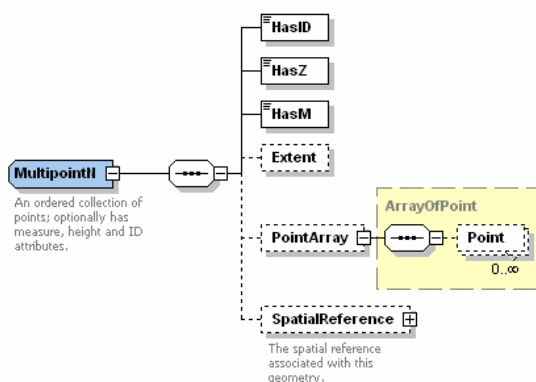 HasID
HasZ
HasM
Extent
MultipointN
An ordered collection of
points; optionally has
measure, height and ID
attributes.
ArrayOfPoint
PointArray
Point
0..∞
SpatialReference
The spatial reference
associated with this
geometry.